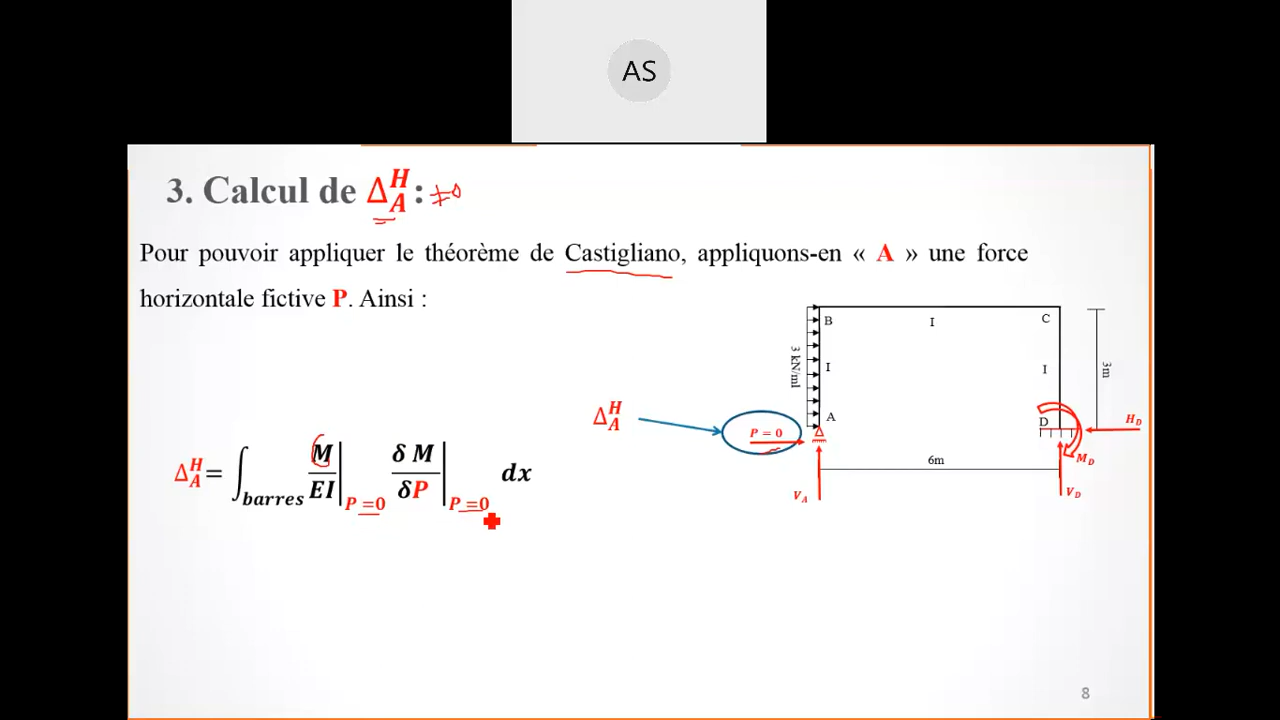 AS
3. Calcul de Δ_A^H : ≠0
Pour pouvoir appliquer le théorème de Castigliano, appliquons-en « A » une force
horizontale fictive P. Ainsi :
B I C
3 kN/ml I I 3m
A D
Δ_A^H P = 0 H_D
M_D
6m
V_A V_D
Δ_A^H = ∫_barres M/EI |_P=0 δ M/δP |_P=0 dx
8